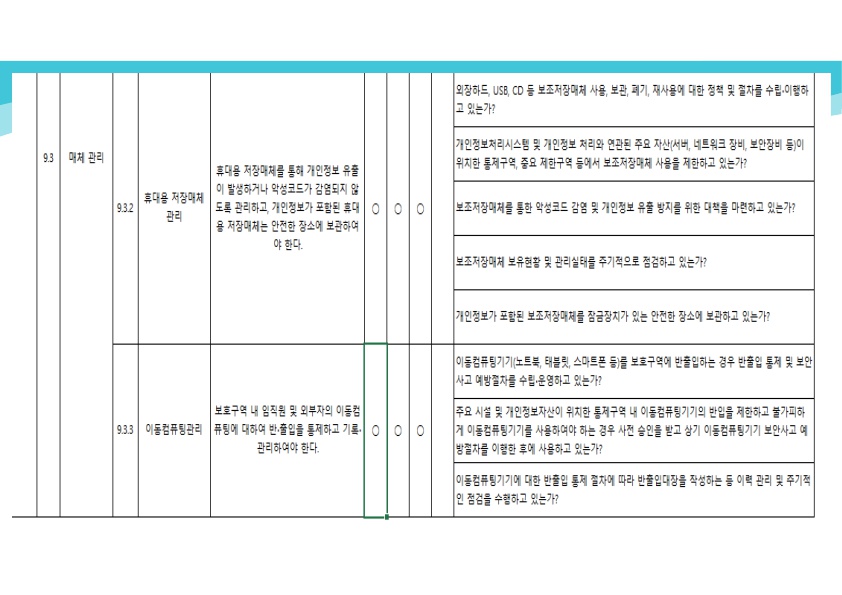 외장하드, USB, CD 등 보조저장매체 사용, 보관, 폐기, 재사용에 대한 정책 및 절차를 수립·이행하
고 있는가?
9.3
매체 관리
9.3.2
휴대용 저장매체
관리
휴대용 저장매체를 통해 개인정보 유출
이 발생하거나 악성코드가 감염되지 않
도록 관리하고, 개인정보가 포함된 휴대
용 저장매체는 안전한 장소에 보관하여
야 한다.
○ ○ ○
개인정보처리시스템 및 개인정보 처리와 연관된 주요 자산(서버, 네트워크 장비, 보안장비 등)이
위치한 통제구역, 중요 제한구역 등에서 보조저장매체 사용을 제한하고 있는가?
보조저장매체를 통한 악성코드 감염 및 개인정보 유출 방지를 위한 대책을 마련하고 있는가?
보조저장매체 보유현황 및 관리실태를 주기적으로 점검하고 있는가?
개인정보가 포함된 보조저장매체를 잠금장치가 있는 안전한 장소에 보관하고 있는가?
9.3.3
이동컴퓨팅관리
보호구역 내 임직원 및 외부자의 이동컴
퓨팅에 대하여 반·출입을 통제하고 기록·
관리하여야 한다.
○ ○ ○
이동컴퓨팅기기(노트북, 태블릿, 스마트폰 등)를 보호구역에 반출입하는 경우 반출입 통제 및 보안
사고 예방절차를 수립·운영하고 있는가?
주요 시설 및 개인정보자산이 위치한 통제구역 내 이동컴퓨팅기기의 반입을 제한하고 불가피하
게 이동컴퓨팅기기를 사용하여야 하는 경우 사전 승인을 받고 상기 이동컴퓨팅기기 보안사고 예
방절차를 이행한 후에 사용하고 있는가?
이동컴퓨팅기기에 대한 반출입 통제 절차에 따라 반출입대장을 작성하는 등 이력 관리 및 주기적
인 점검을 수행하고 있는가?